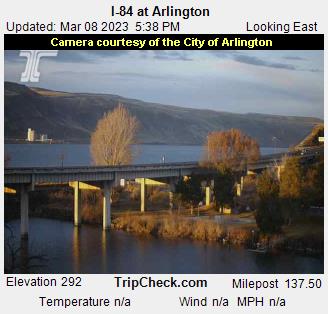 I-84 at Arlington
Updated: Mar 08 2023 5:38 PM Looking East
Camera courtesy of the City of Arlington
Elevation 292 TripCheck.com Milepost 137.50
Temperature n/a Wind n/a MPH n/a